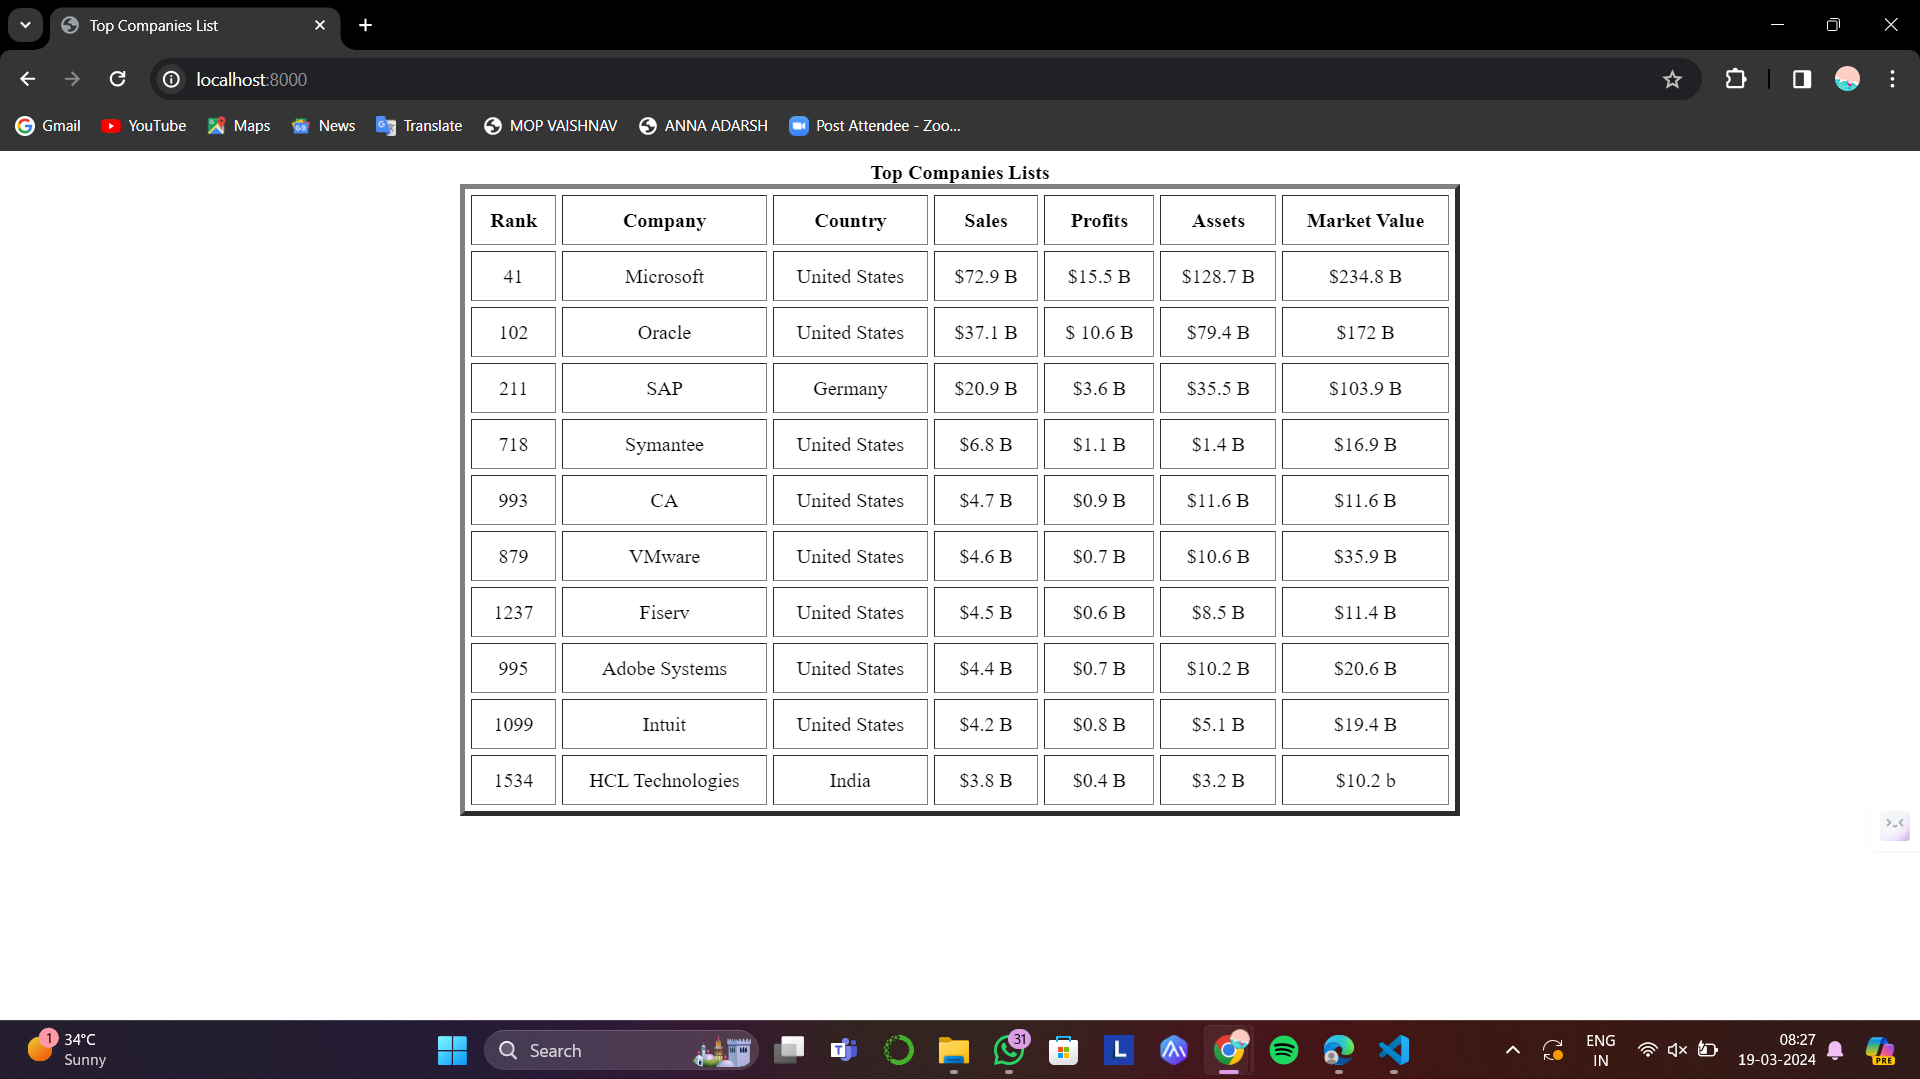 Top Companies List
localhost:8000
Gmail YouTube Maps News Translate MOP VAISHNAV ANNA ADARSH Post Attendee - Zoo...
Top Companies Lists
Rank Company Country Sales Profits Assets Market Value
41 Microsoft United States $72.9 B $15.5 B $128.7 B $234.8 B
102 Oracle United States $37.1 B $ 10.6 B $79.4 B $172 B
211 SAP Germany $20.9 B $3.6 B $35.5 B $103.9 B
718 Symantee United States $6.8 B $1.1 B $1.4 B $16.9 B
993 CA United States $4.7 B $0.9 B $11.6 B $11.6 B
879 VMware United States $4.6 B $0.7 B $10.6 B $35.9 B
1237 Fiserv United States $4.5 B $0.6 B $8.5 B $11.4 B
995 Adobe Systems United States $4.4 B $0.7 B $10.2 B $20.6 B
1099 Intuit United States $4.2 B $0.8 B $5.1 B $19.4 B
1534 HCL Technologies India $3.8 B $0.4 B $3.2 B $10.2 b
1 34°C
Sunny
Search
31
L
ENG
IN
08:27
19-03-2024
PRE